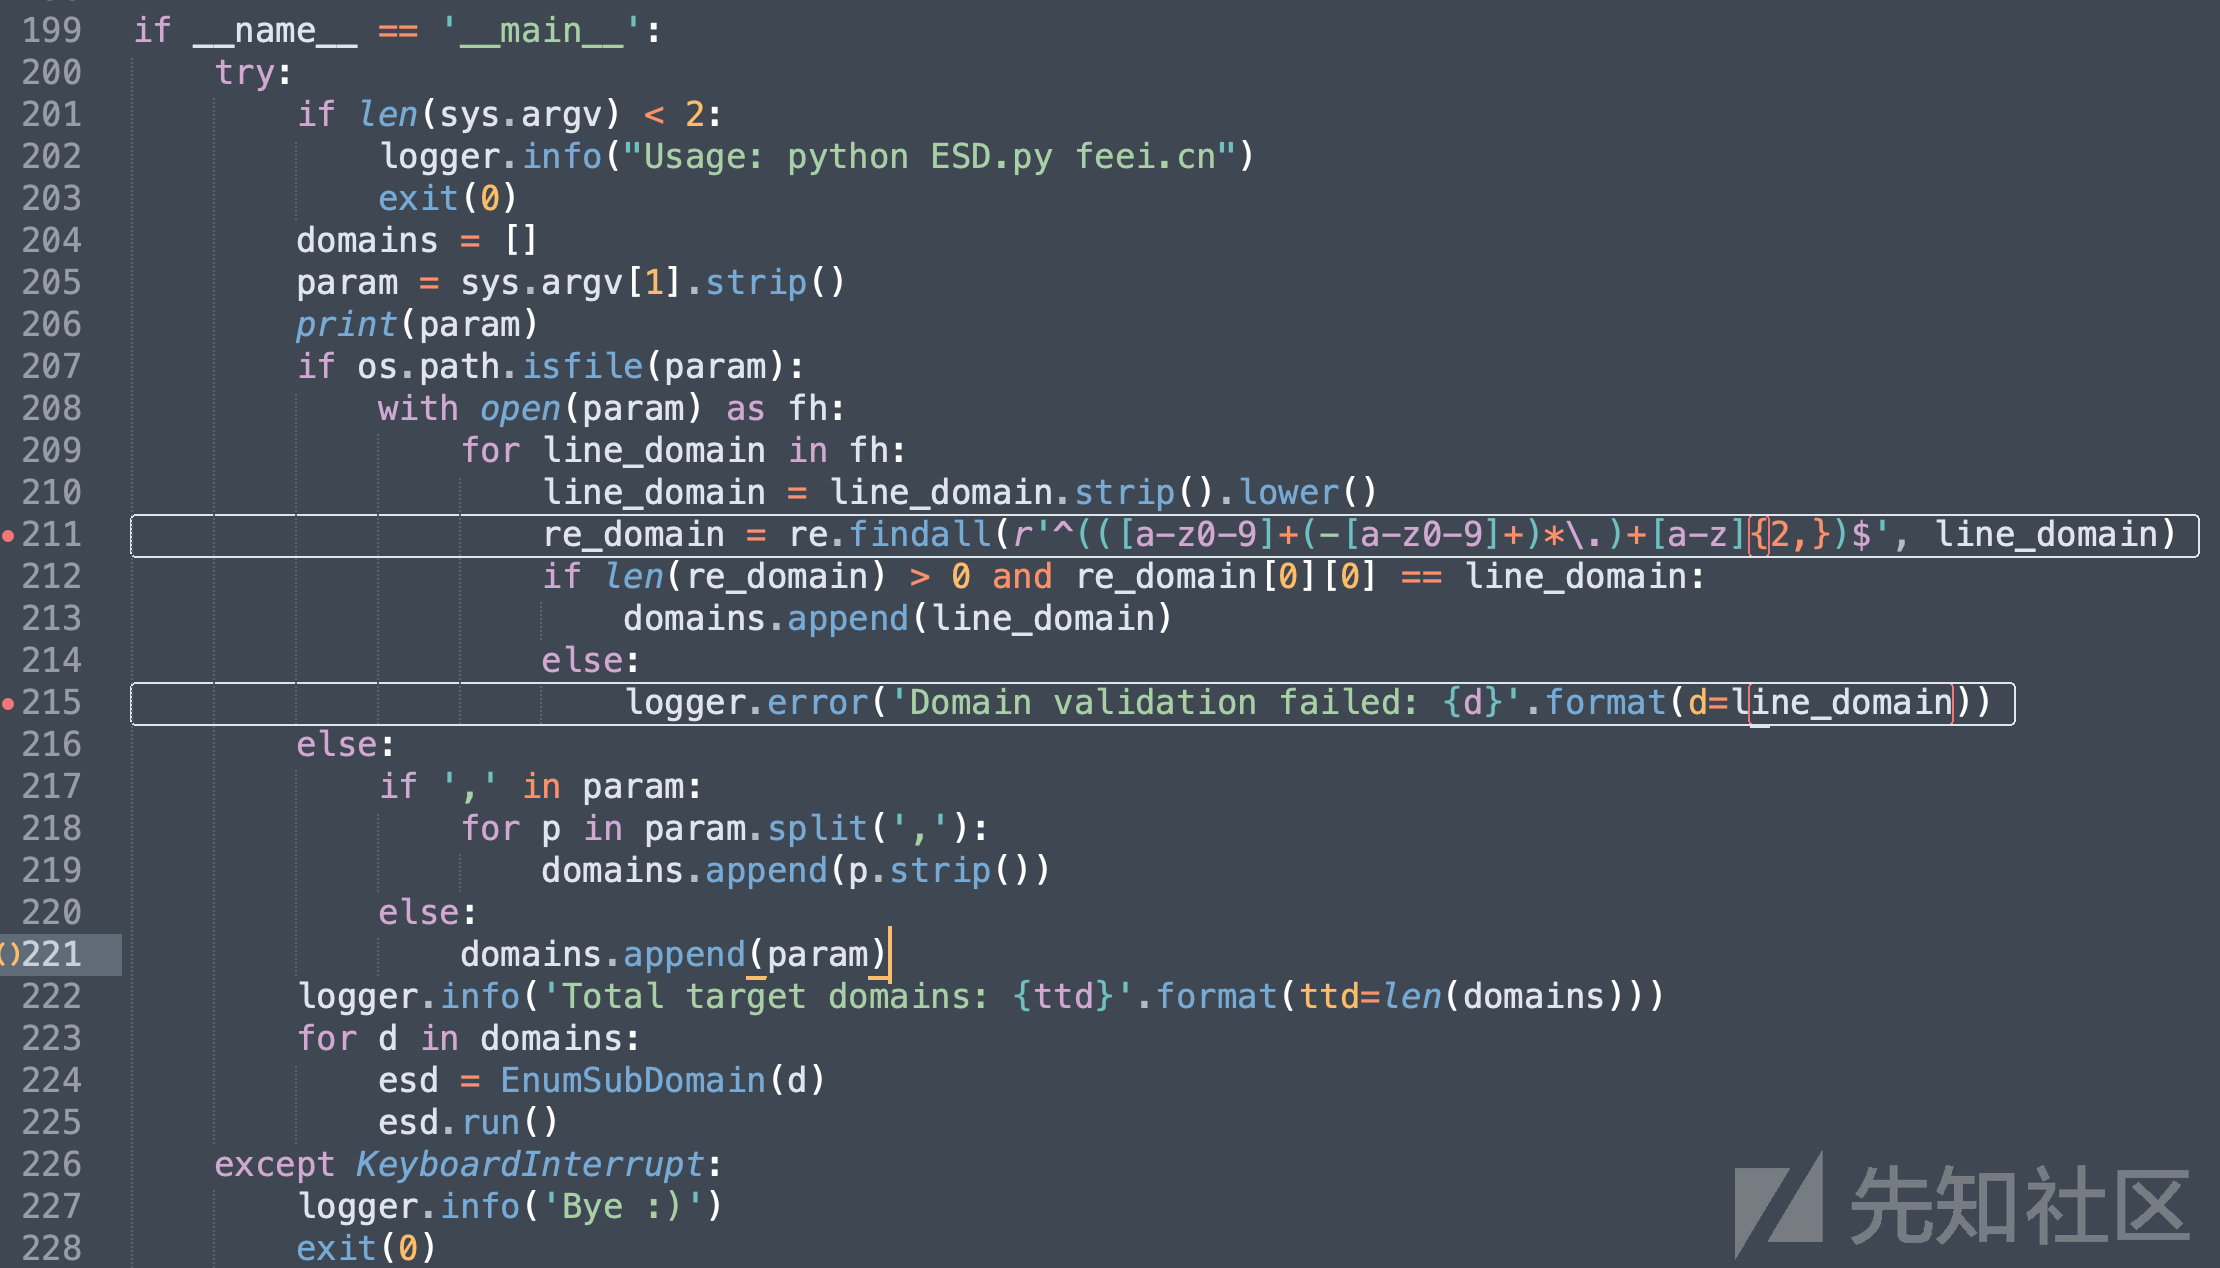 199 if __name__ == '__main__':
200     try:
201         if len(sys.argv) < 2:
202             logger.info("Usage: python ESD.py feei.cn")
203             exit(0)
204         domains = []
205         param = sys.argv[1].strip()
206         print(param)
207         if os.path.isfile(param):
208             with open(param) as fh:
209                 for line_domain in fh:
210                     line_domain = line_domain.strip().lower()
211                     re_domain = re.findall(r'^(([a-z0-9]+(-[a-z0-9]+)*\.)+[a-z]{2,})$', line_domain)
212                     if len(re_domain) > 0 and re_domain[0][0] == line_domain:
213                         domains.append(line_domain)
214                     else:
215                         logger.error('Domain validation failed: {d}'.format(d=line_domain))
216         else:
217             if ',' in param:
218                 for p in param.split(','):
219                     domains.append(p.strip())
220             else:
()221                 domains.append(param)
222         logger.info('Total target domains: {ttd}'.format(ttd=len(domains)))
223         for d in domains:
224             esd = EnumSubDomain(d)
225             esd.run()
226     except KeyboardInterrupt:
227         logger.info('Bye :)')
228         exit(0)
先知社区